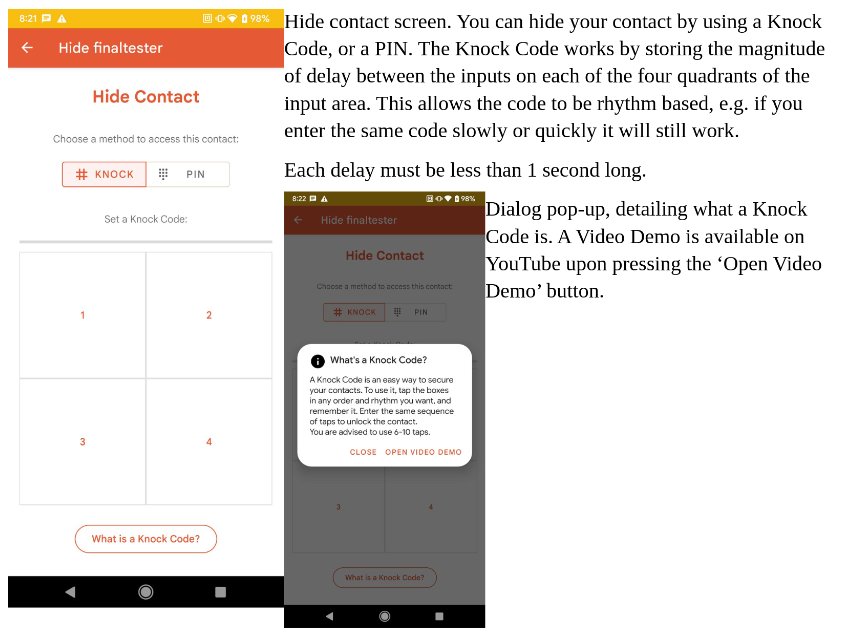 8:21 98%
Hide finaltester
Hide Contact
Choose a method to access this contact:
KNOCK PIN
Set a Knock Code:
1 2
3 4
What is a Knock Code?
Hide contact screen. You can hide your contact by using a Knock
Code, or a PIN. The Knock Code works by storing the magnitude
of delay between the inputs on each of the four quadrants of the
input area. This allows the code to be rhythm based, e.g. if you
enter the same code slowly or quickly it will still work.
Each delay must be less than 1 second long.
8:22 98%
Hide finaltester
Hide Contact
Choose a method to access this contact:
KNOCK PIN
What's a Knock Code?
A Knock Code is an easy way to secure
your contacts. To use it, tap the boxes
in any order and rhythm you want, and
remember it. Enter the same sequence
of taps to unlock the contact.
You are advised to use 6-10 taps.
CLOSE OPEN VIDEO DEMO
3 4
What is a Knock Code?
Dialog pop-up, detailing what a Knock
Code is. A Video Demo is available on
YouTube upon pressing the ‘Open Video
Demo’ button.